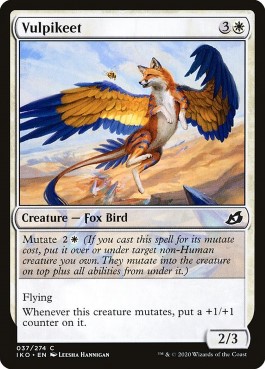 Vulpikeet 3
Creature — Fox Bird
Mutate 2 (If you cast this spell for its mutate
cost, put it over or under target non-Human
creature you own. They mutate into the creature
on top plus all abilities from under it.)
Flying
Whenever this creature mutates, put a +1/+1
counter on it.
2/3
037/274 C
IKO • EN LEESHA HANNIGAN
™ & © 2020 Wizards of the Coast